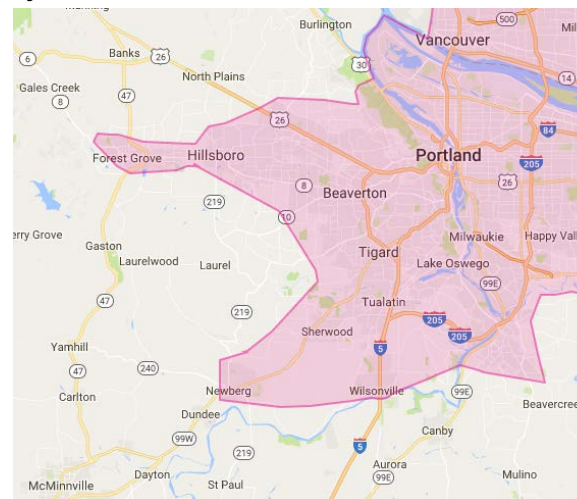 Burlington
500
Vancouver
Mi
Banks
26
6
30
14
North Plains
Gales Creek
47
8
26
84
Forest Grove
Hillsboro
Portland
205
8
26
Beaverton
219
10
Milwaukie
Happy Vall
erry Grove
Gaston
Tigard
Laurelwood
Laurel
Lake Oswego
99E
219
Tualatin
47
205
Sherwood
205
Yamhill
5
240
47
Newberg
Wilsonville
99E
Carlton
Dundee
Beavercree
99W
219
5
Canby
Dayton
Aurora
McMinnville
St Paul
99E
Mulino